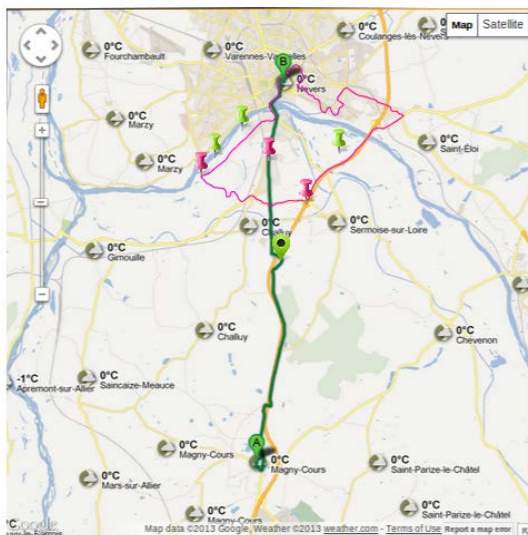 0°C
Coulanges-lès-Nevers
Map
Satellite
0°C
Fourchambault
0°C
Varennes-Vauzelles
B
0°C
Nevers
0°C
Marzy
0°C
Saint-Éloi
0°C
Marzy
0°C
Challuy
0°C
Sermoise-sur-Loire
0°C
Gimouille
0°C
Challuy
0°C
Chevenon
-1°C
Apremont-sur-Allier
0°C
Saincaize-Meauce
A
0°C
Magny-Cours
0°C
Magny-Cours
0°C
Saint-Parize-le-Châtel
0°C
Mars-sur-Allier
0°C
Magny-Cours
0°C
Saint-Parize-le-Châtel
°C
Google
Map data ©2013 Google, Weather ©2013 weather.com - Terms of Use Report a map error